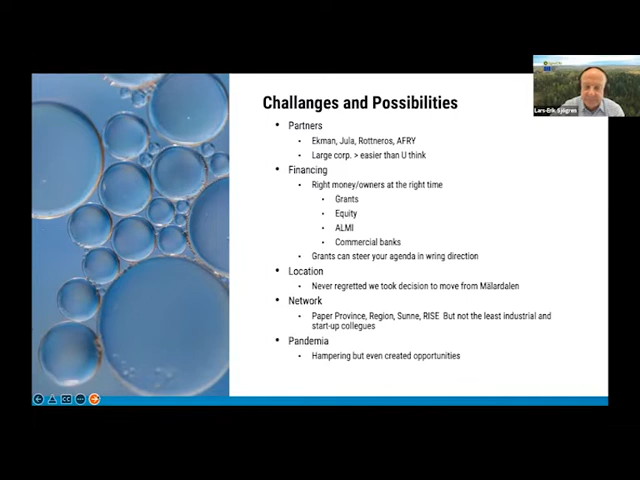 Challanges and Possibilities
• Partners
• Ekman, Jula, Rottneros, AFRY
• Large corp. > easier than U think
• Financing
• Right money/owners at the right time
• Grants
• Equity
• ALMI
• Commercial banks
• Grants can steer your agenda in wring direction
• Location
• Never regretted we took decision to move from Mälardalen
• Network
• Paper Province, Region, Sunne, RISE But not the least industrial and
start-up collegues
• Pandemia
• Hampering but even created opportunities
Lars-Erik Sjögren
CC